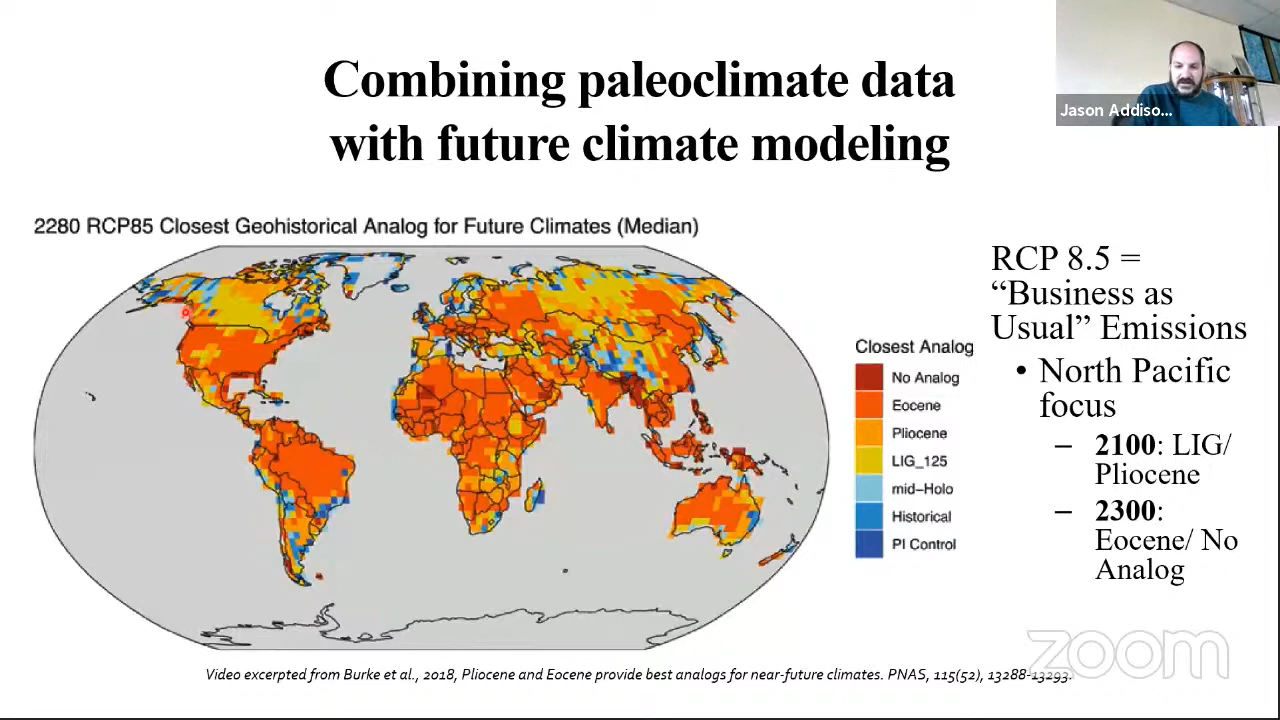 Combining paleoclimate data
with future climate modeling
Jason Addiso...
2280 RCP85 Closest Geohistorical Analog for Future Climates (Median)
Closest Analog
No Analog
Eocene
Pliocene
LIG_125
mid-Holo
Historical
PI Control
RCP 8.5 =
“Business as
Usual” Emissions
• North Pacific
focus
– 2100: LIG/
Pliocene
– 2300:
Eocene/ No
Analog
zoom
Video excerpted from Burke et al., 2018, Pliocene and Eocene provide best analogs for near-future climates. PNAS, 115(52), 13288-13293.